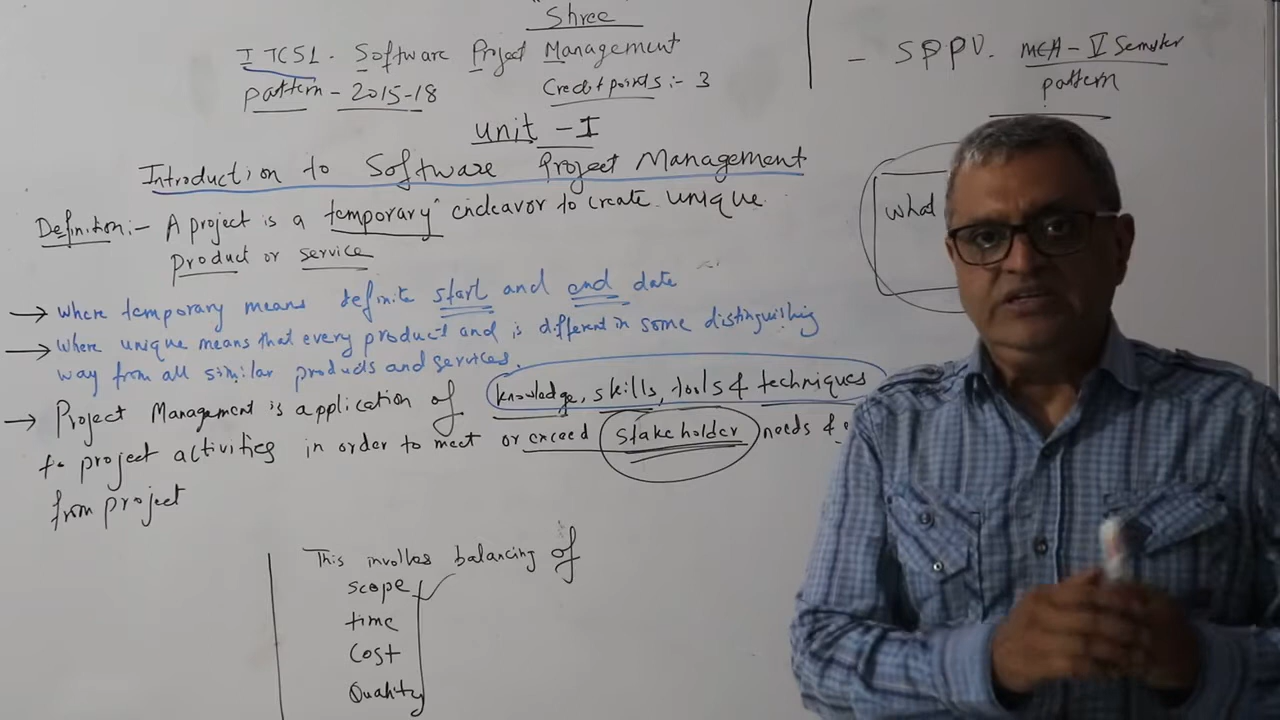 "Shree
ITC51. Software Project Management
pattern - 2015-18
Credit points :- 3
- SPPU. MCA - V Semester
pattern
unit - I
Introduction to Software Project Management
Definition:- A project is a "temporary" endeavor to create unique
product or service
What
→ where temporary means definite start and end date
→ where unique means that every product and is different in some distinguishing
way from all similar products and services.
→ Project Management is application of knowledge, skills, tools & techniques
to project activities in order to meet or exceed stakeholder needs &
from project
This involves balancing of
scope
time
Cost
Quality